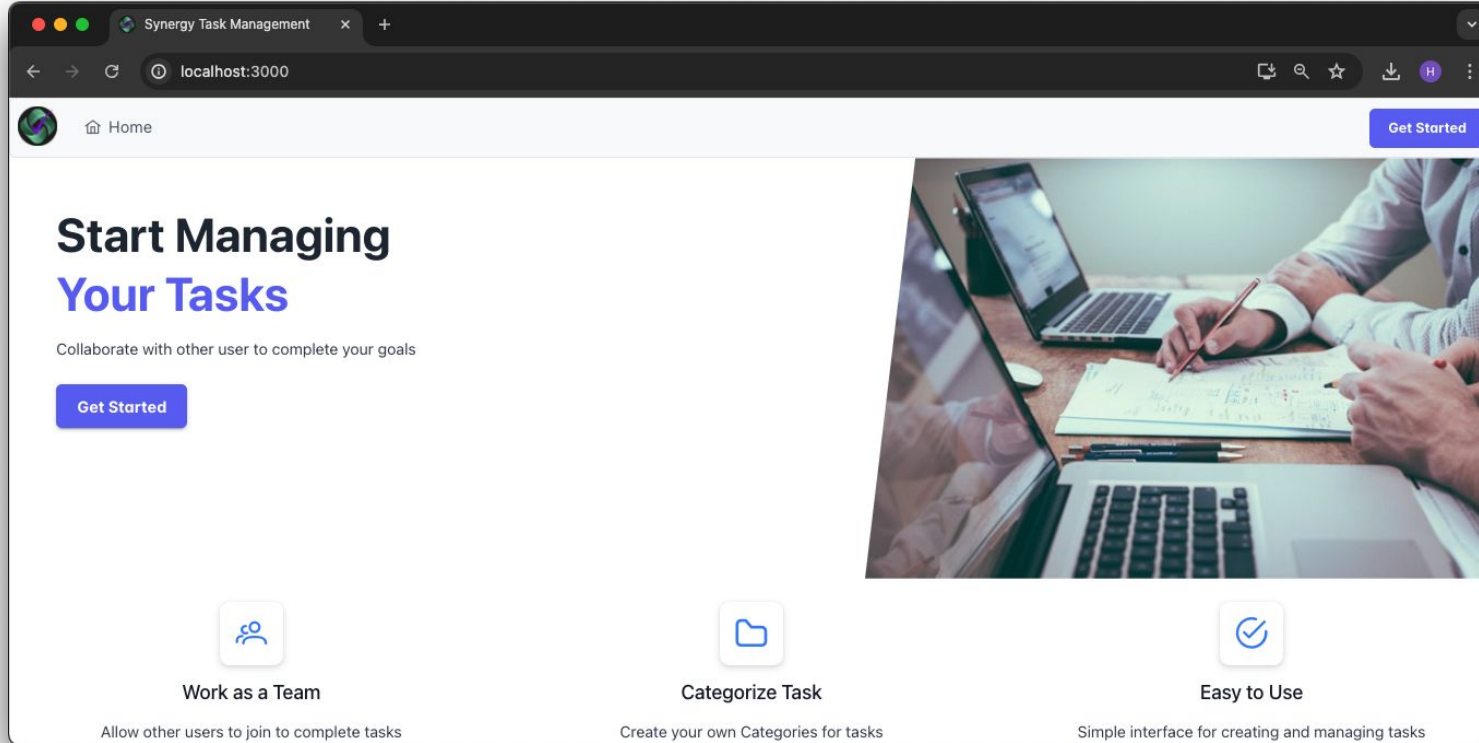 Synergy Task Management
localhost:3000
H
Home
Get Started
Start Managing
Your Tasks
Collaborate with other user to complete your goals
Get Started
Work as a Team
Allow other users to join to complete tasks
Categorize Task
Create your own Categories for tasks
Easy to Use
Simple interface for creating and managing tasks